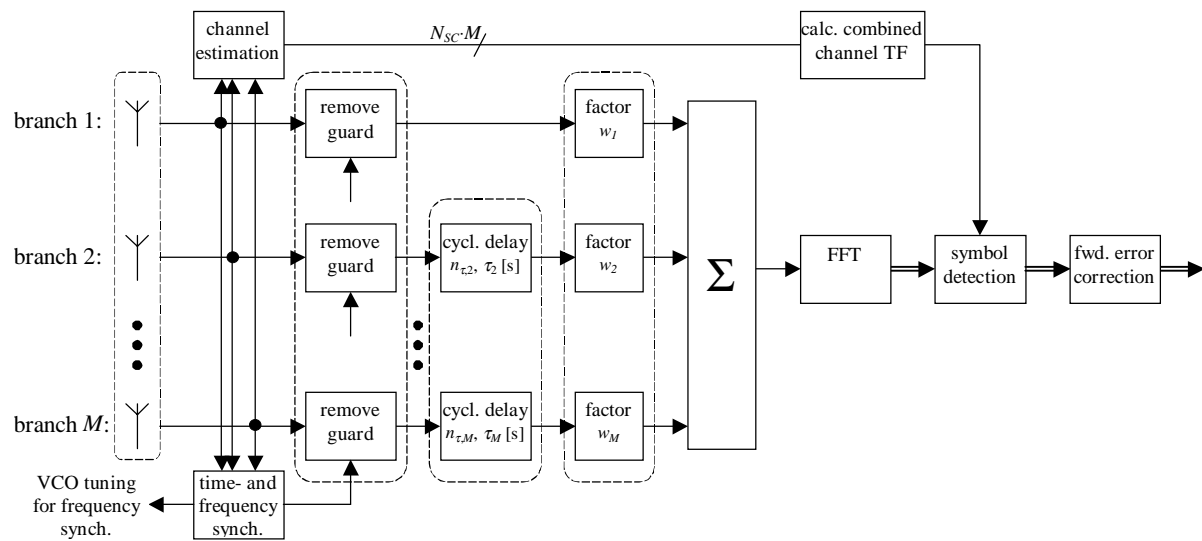 channel
estimation
N_SC·M
calc. combined
channel TF
branch 1:
remove
guard
factor
w_1
branch 2:
remove
guard
cycl. delay
n_τ,2, τ_2 [s]
factor
w_2
Σ
FFT
symbol
detection
fwd. error
correction
branch M:
remove
guard
cycl. delay
n_τ,M, τ_M [s]
factor
w_M
VCO tuning
for frequency
synch.
time- and
frequency
synch.